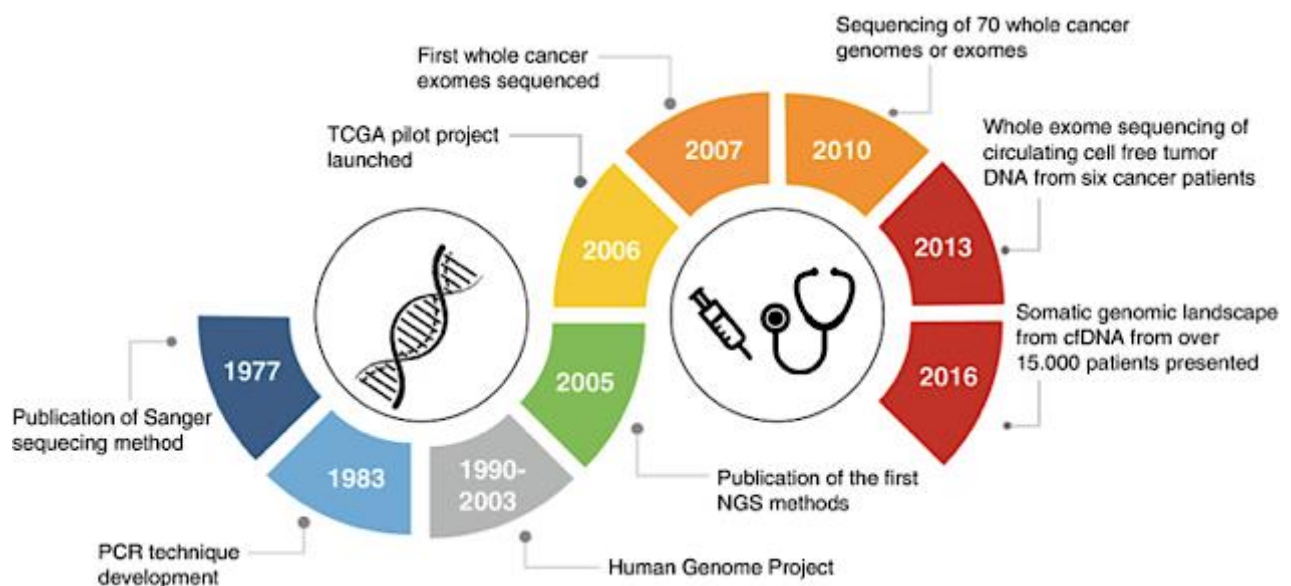 1977
Publication of Sanger
sequecing method
1983
PCR technique
development
1990-
2003
Human Genome Project
2005
Publication of the first
NGS methods
2006
TCGA pilot project
launched
2007
First whole cancer
exomes sequenced
2010
Sequencing of 70 whole cancer
genomes or exomes
2013
Whole exome sequencing of
circulating cell free tumor
DNA from six cancer patients
2016
Somatic genomic landscape
from cfDNA from over
15.000 patients presented